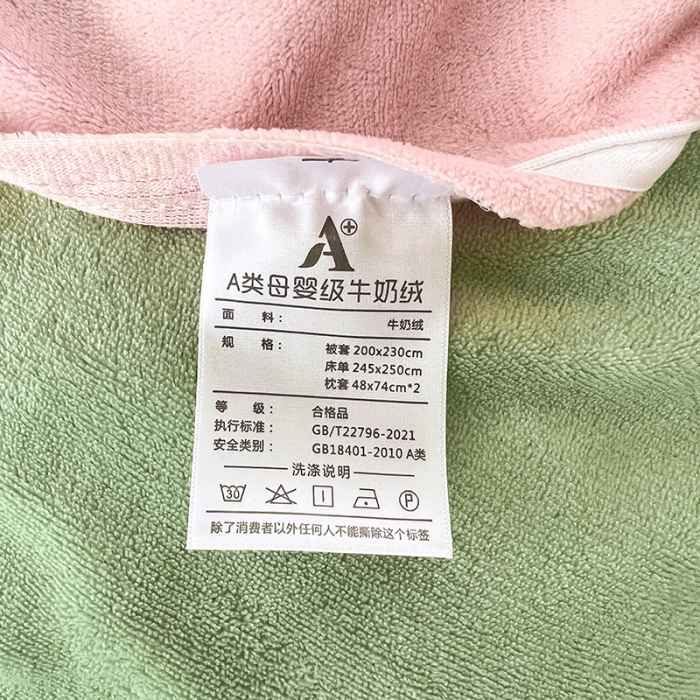 A+
A类母婴级牛奶绒
面 料： 牛奶绒
规 格： 被套 200x230cm
床单 245x250cm
枕套 48x74cm*2
等 级： 合格品
执行标准： GB/T22796-2021
安全类别： GB18401-2010 A类
洗涤说明
30 P
除了消费者以外任何人不能撕除这个标签